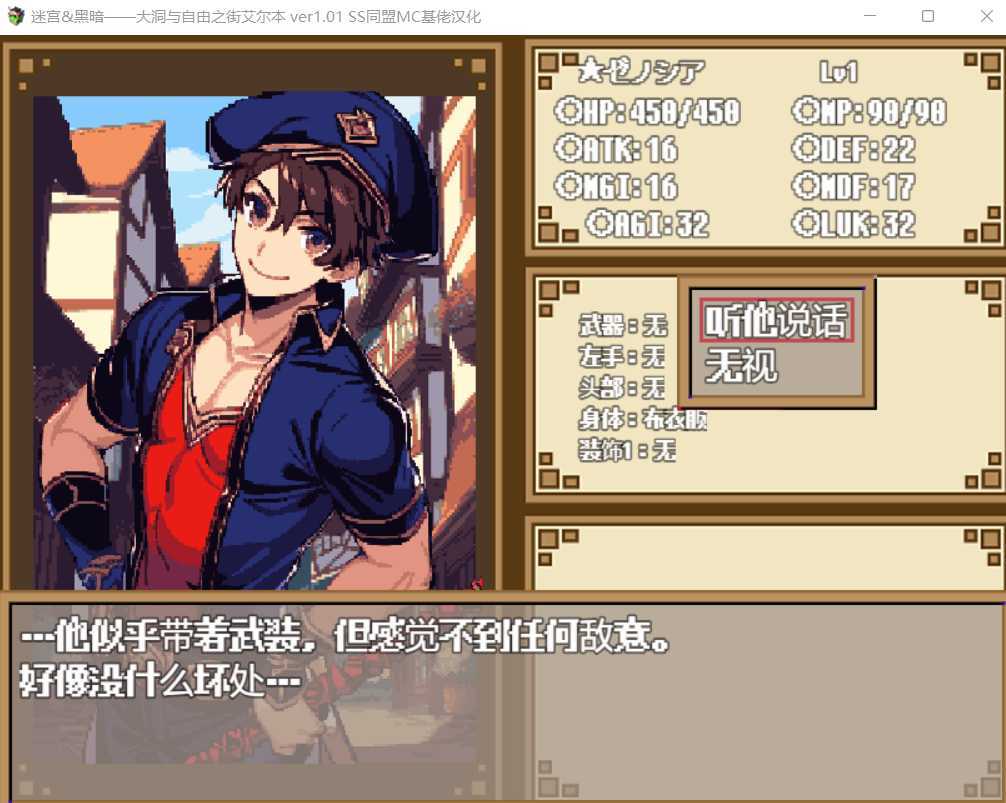 迷宫&黑暗——大洞与自由之街艾尔本 ver1.01 SS同盟MC基佬汉化
★ゼノシア Lv1
HP:450/450 MP:90/90
ATK:16 DEF:22
MGI:16 MDF:17
AGI:32 LUK:32
武器：无
左手：无
头部：无
身体：布衣服
装饰1：无
听他说话
无视
…他似乎带着武装，但感觉不到任何敌意。
好像没什么坏处…